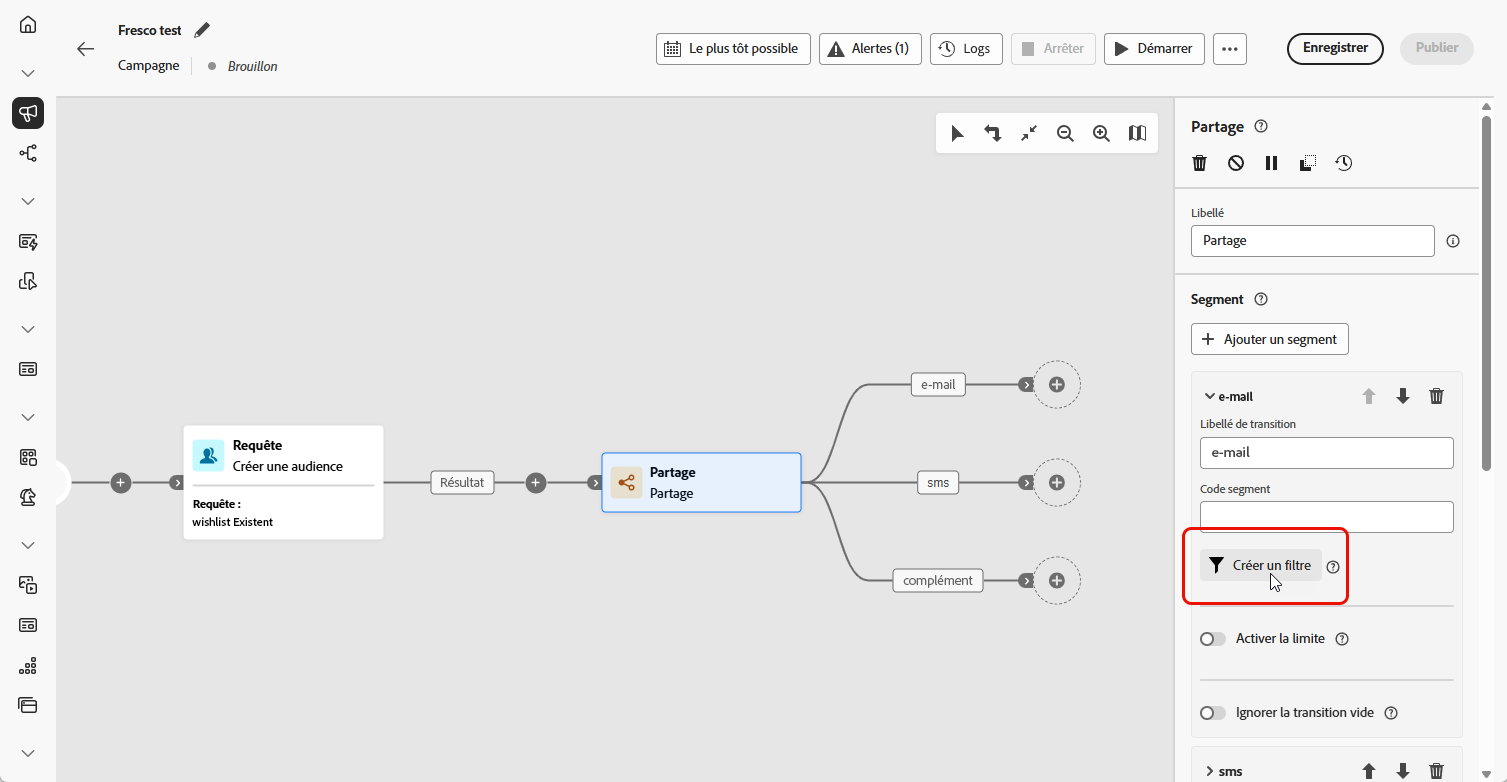 Fresco test
Campagne
Brouillon
Le plus tôt possible
Alertes (1)
Logs
Arrêter
Démarrer
Enregistrer
Publier
Requête
Créer une audience
Requête :
wishlist Existent
Résultat
Partage
Partage
e-mail
sms
complément
Partage
Libellé
Partage
Segment
Ajouter un segment
e-mail
Libellé de transition
e-mail
Code segment
Créer un filtre
Activer la limite
Ignorer la transition vide
sms